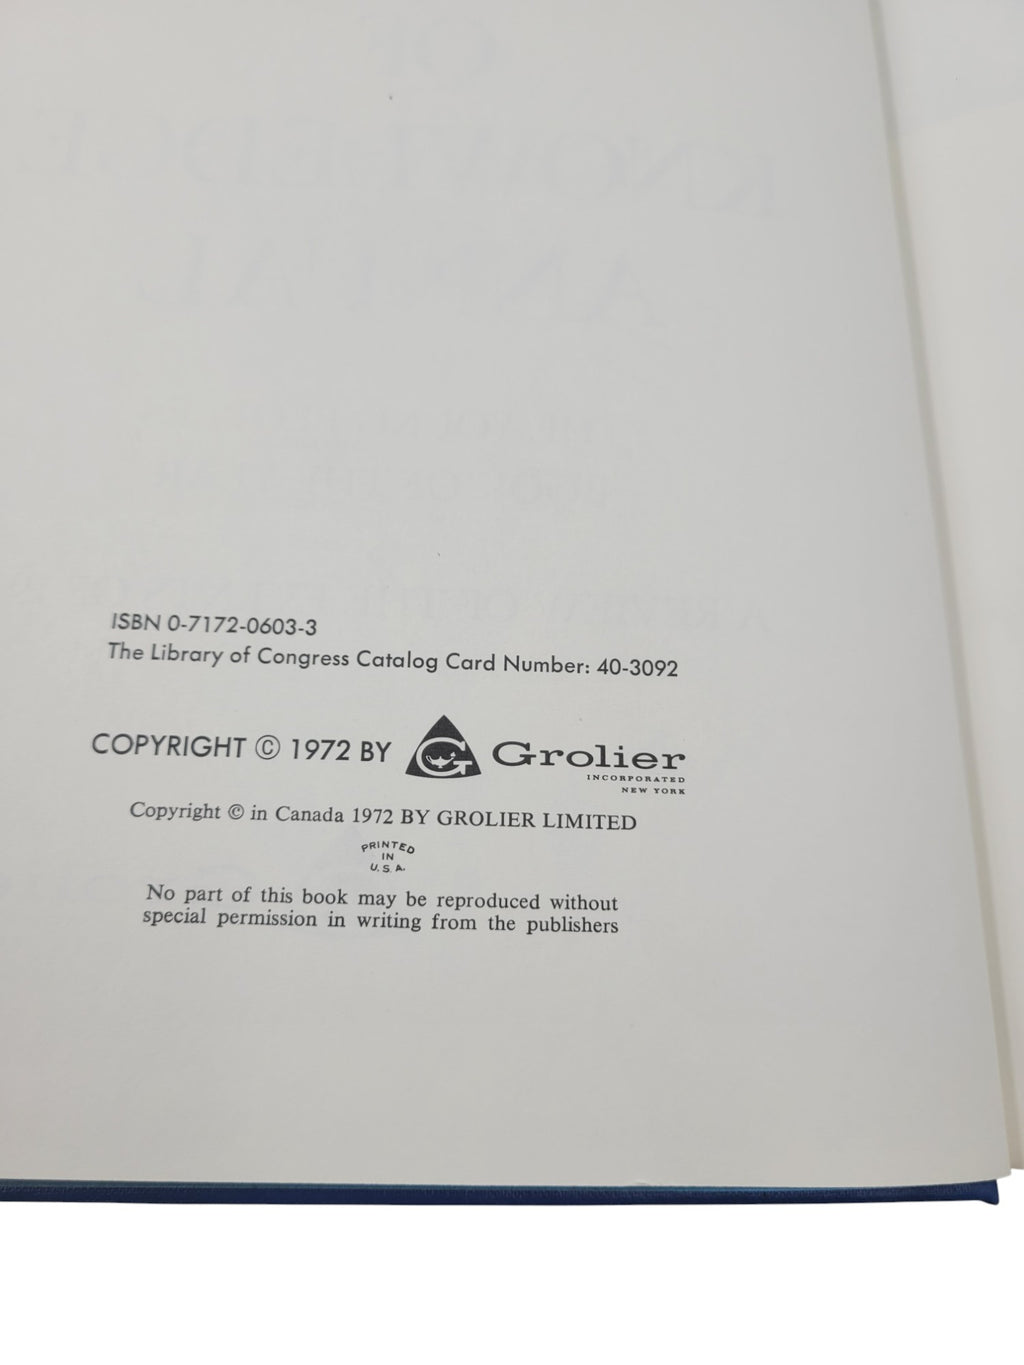 ISBN 0-7172-0603-3
The Library of Congress Catalog Card Number: 40-3092
COPYRIGHT © 1972 BY G Grolier
INCORPORATED
NEW YORK
Copyright © in Canada 1972 BY GROLIER LIMITED
PRINTED
IN
U. S. A.
No part of this book may be reproduced without
special permission in writing from the publishers